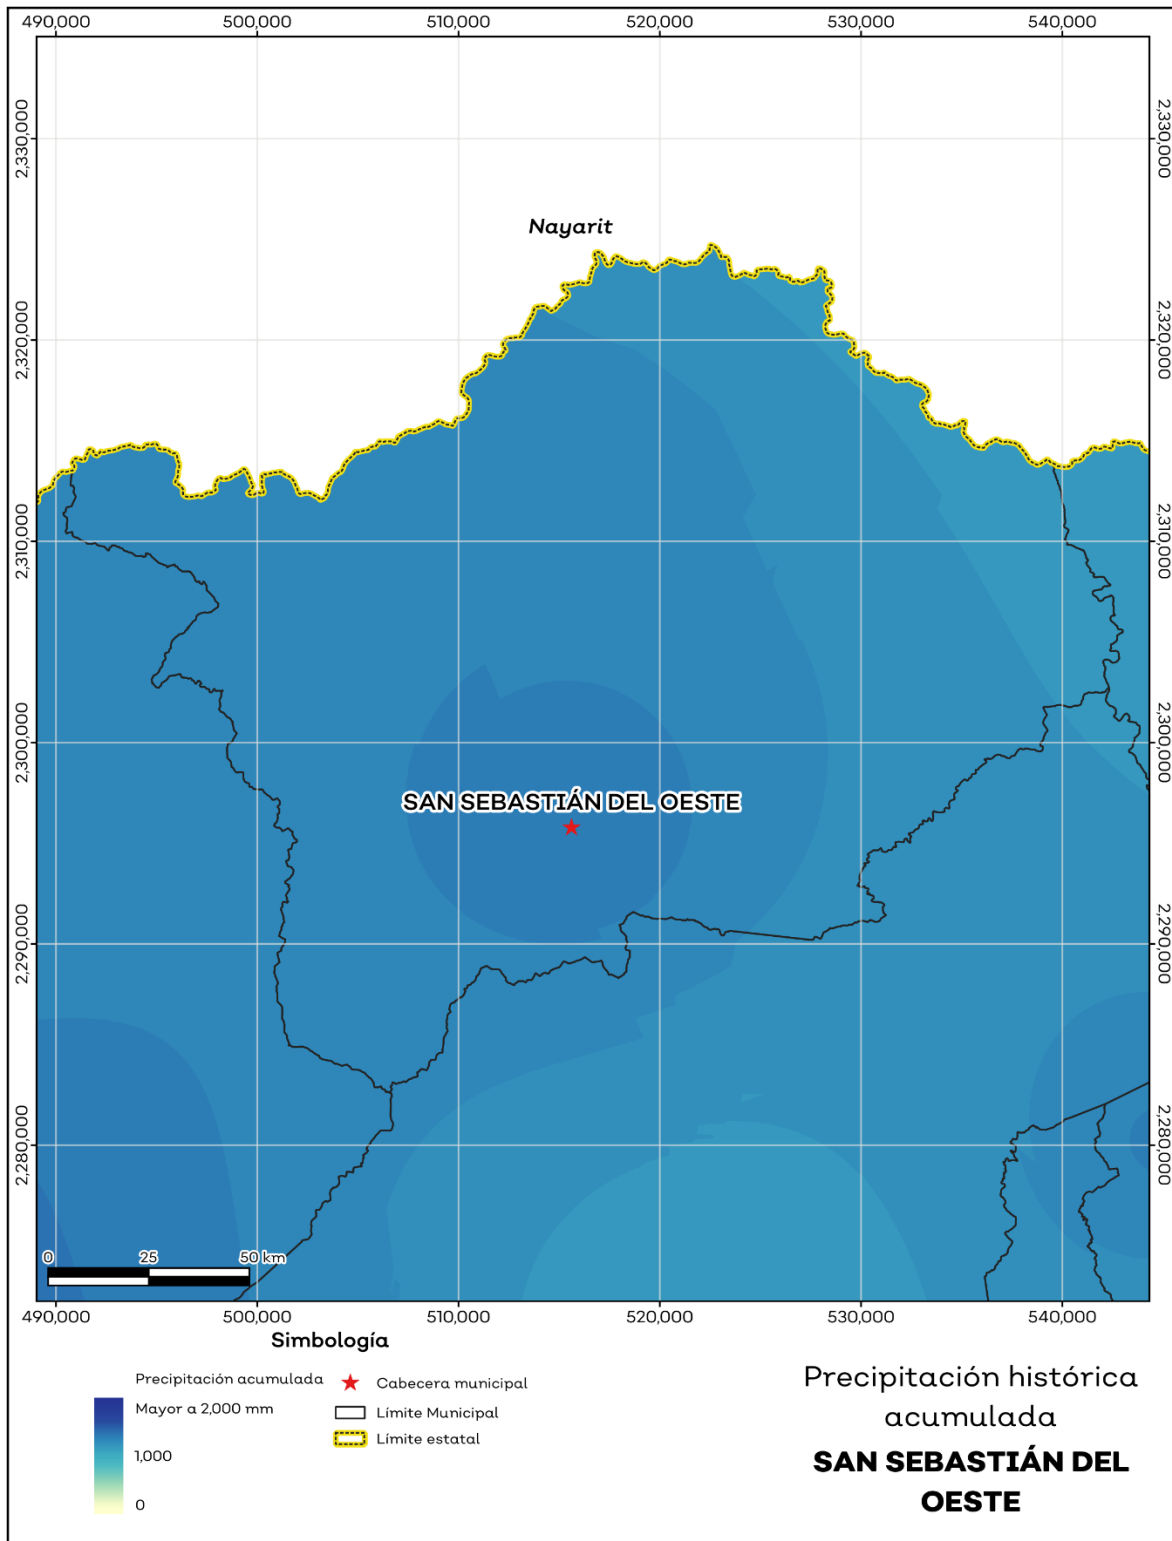 490,000 500,000 510,000 520,000 530,000 540,000
2,330,000 2,330,000
Nayarit
2,320,000 2,320,000
2,310,000 2,310,000
2,300,000 2,300,000
SAN SEBASTIÁN DEL OESTE
2,290,000 2,290,000
2,280,000 2,280,000
0 25 50 km
490,000 500,000 510,000 520,000 530,000 540,000
Simbología
Precipitación acumulada
Mayor a 2,000 mm
1,000
0
Cabecera municipal
Límite Municipal
Límite estatal
Precipitación histórica
acumulada
SAN SEBASTIÁN DEL
OESTE